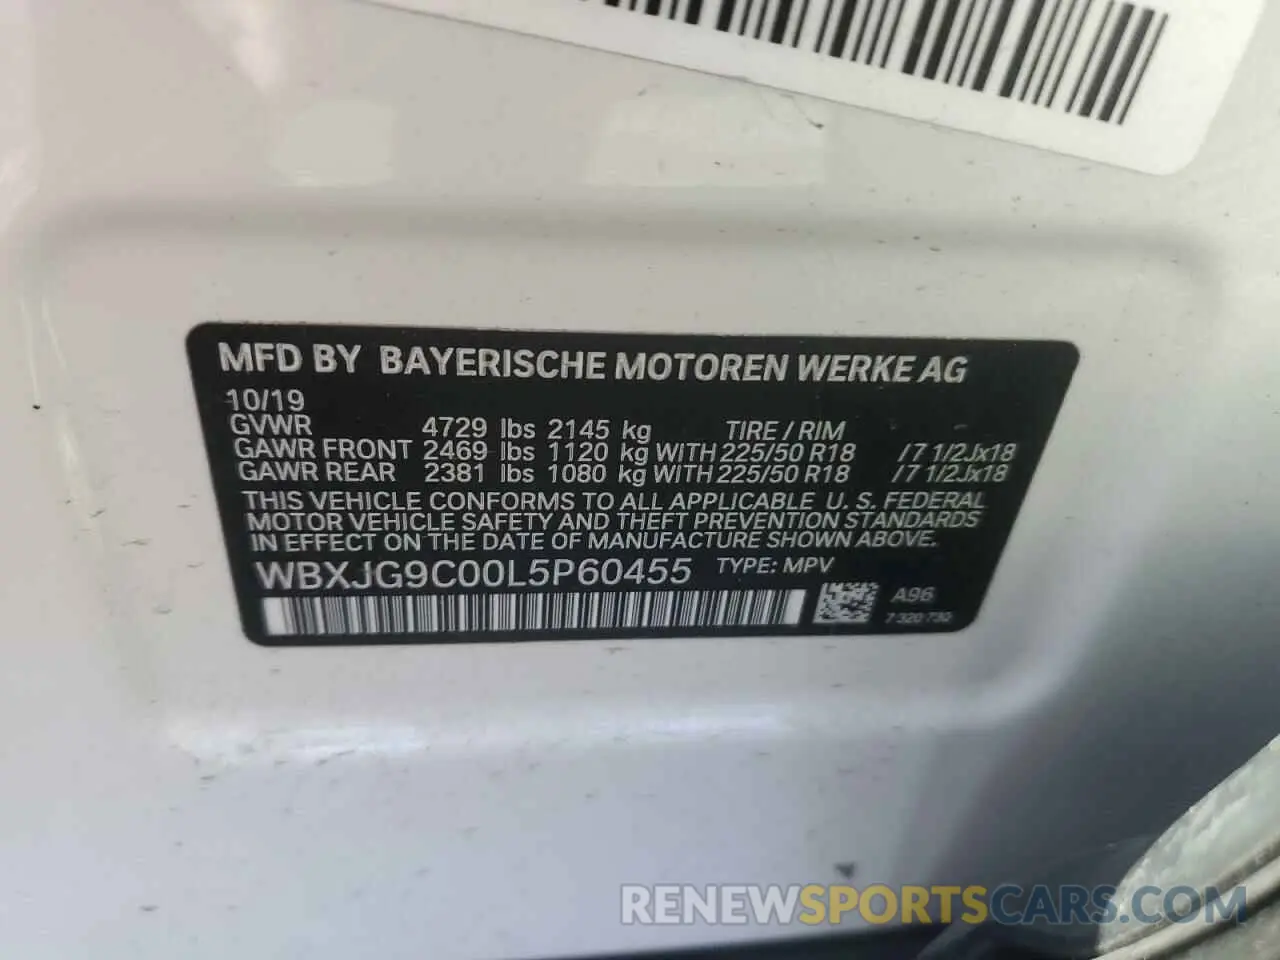 MFD BY BAYERISCHE MOTOREN WERKE AG
10/19
GVWR 4729 lbs 2145 kg TIRE / RIM
GAWR FRONT 2469 lbs 1120 kg WITH 225/50 R18 /7 1/2Jx18
GAWR REAR 2381 lbs 1080 kg WITH 225/50 R18 /7 1/2Jx18
THIS VEHICLE CONFORMS TO ALL APPLICABLE U. S. FEDERAL
MOTOR VEHICLE SAFETY AND THEFT PREVENTION STANDARDS
IN EFFECT ON THE DATE OF MANUFACTURE SHOWN ABOVE.
WBXJG9C00L5P60455 TYPE: MPV
A96
7 320 732
RENEWSPORTSCARS.COM